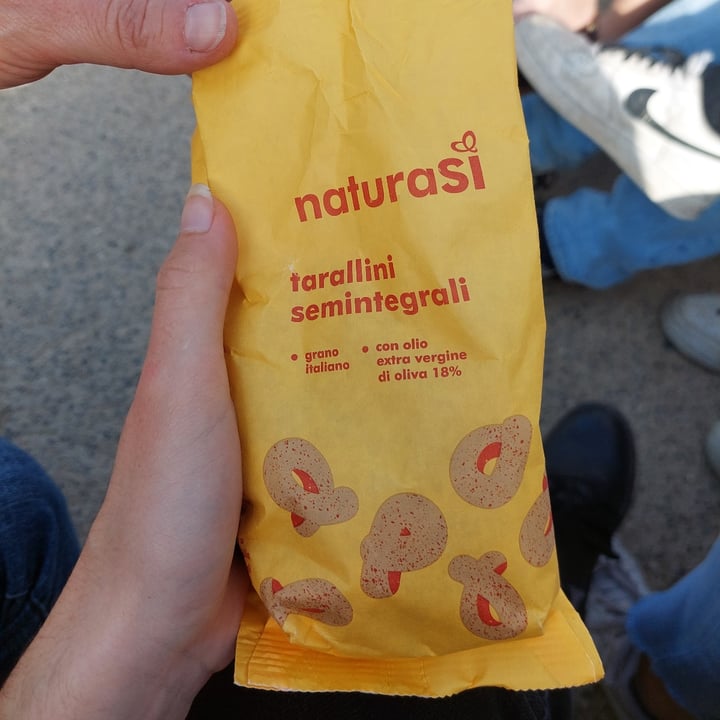 naturasì
tarallini
semintegrali
• grano
italiano
• con olio
extra vergine
di oliva 18%